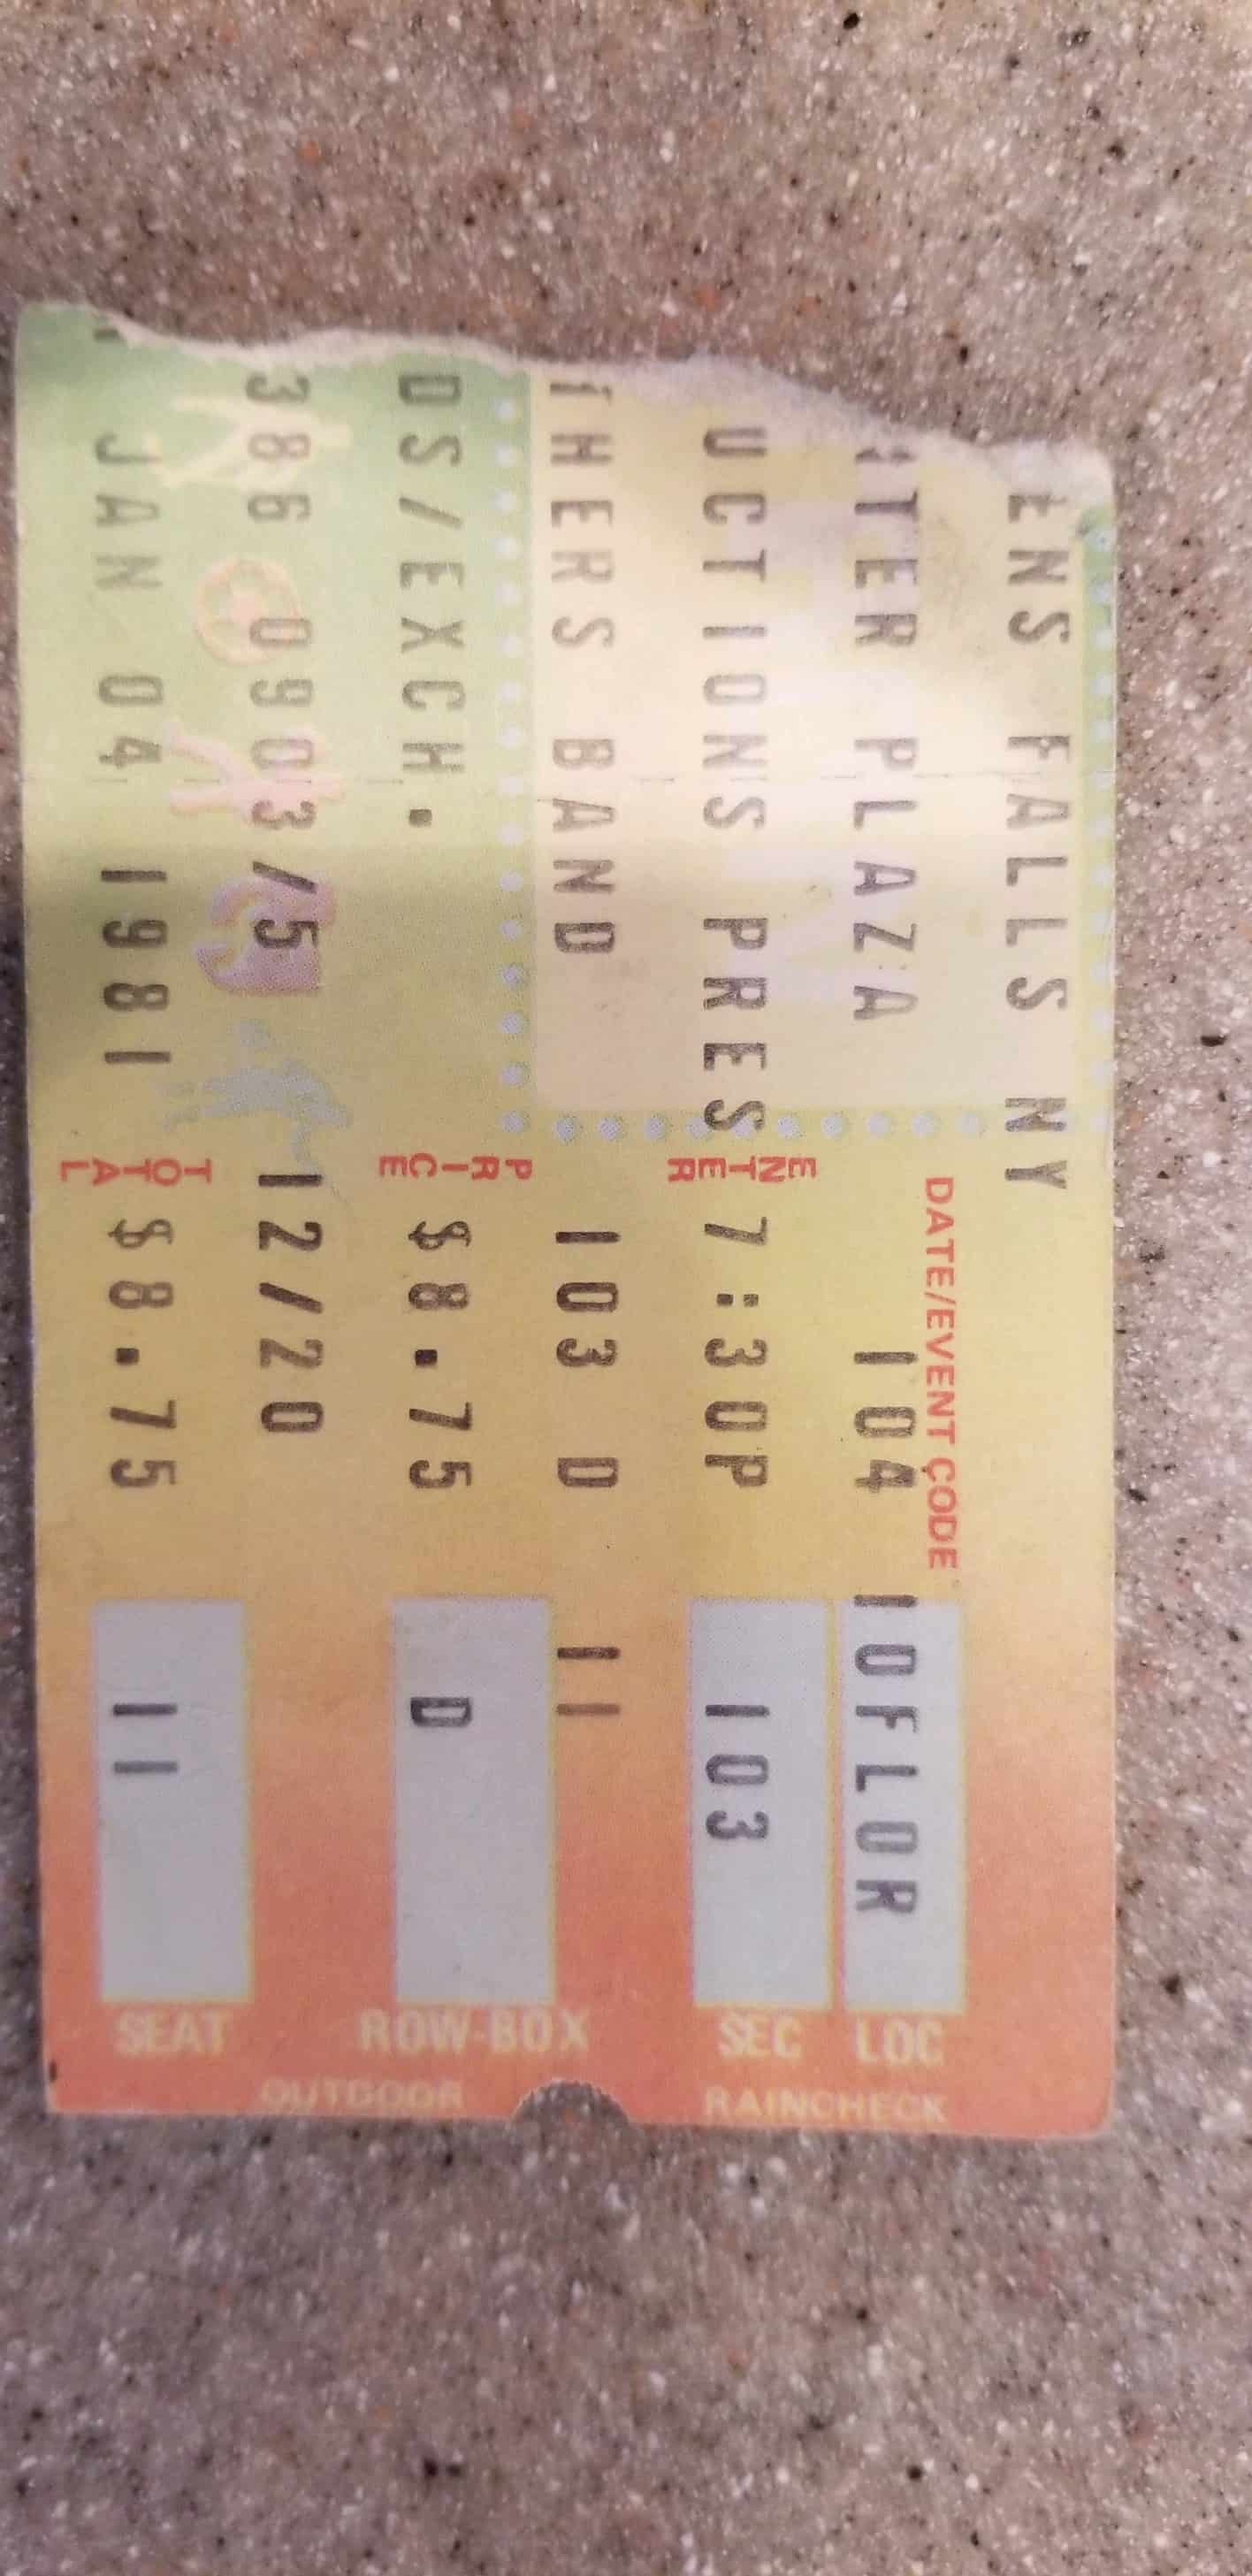 ENS FALLS NY
DATE/EVENT CODE
TER PLAZA 104 10FLOR LOC
UCTIONS PRES ENTER 7:30P 103 SEC
HERS BAND 103 D 11
DS/EXCH. PRICE $8.75 D ROW-BOX
386 0903/5 12/20
JAN 04 1981 TOTAL $8.75 11 SEAT
RAINCHECK
OUTDOOR